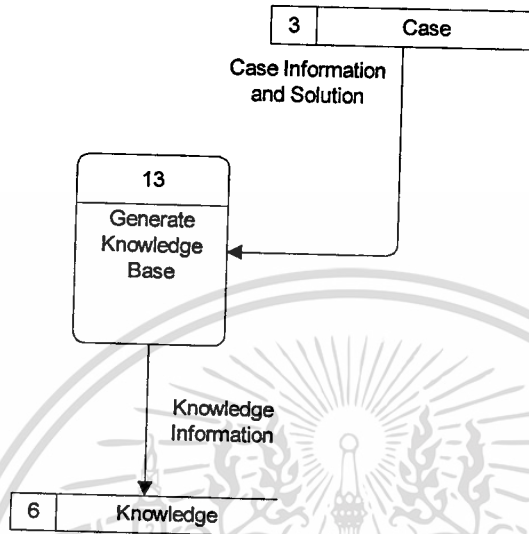 3 Case
Case Information
and Solution
13
Generate
Knowledge
Base
Knowledge
Information
6 Knowledge